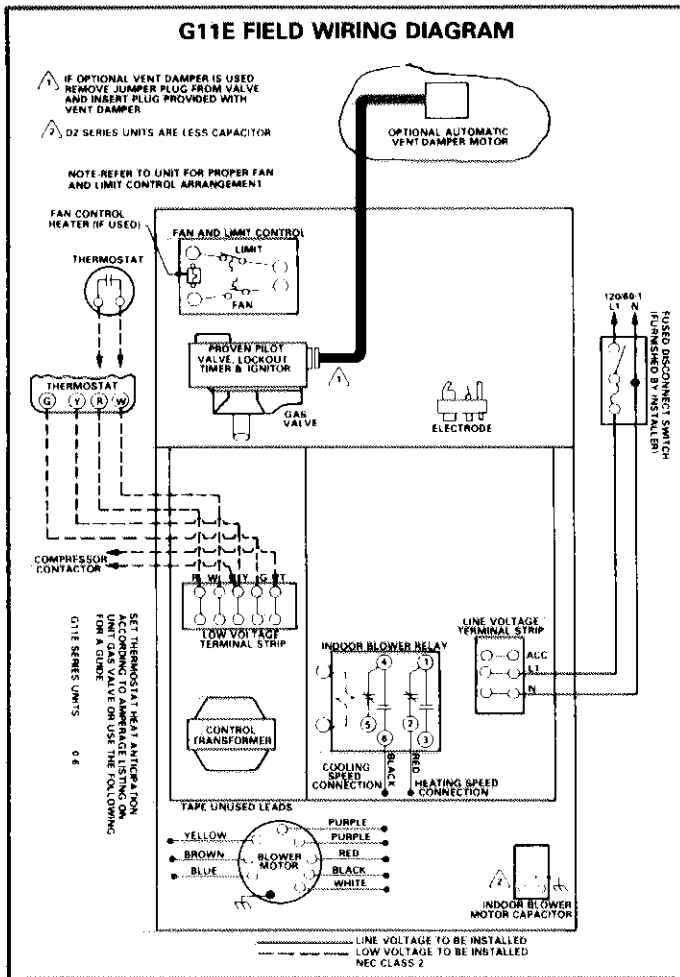 G11E FIELD WIRING DIAGRAM
1
IF OPTIONAL VENT DAMPER IS USED
REMOVE JUMPER PLUG FROM VALVE
AND INSERT PLUG PROVIDED WITH
VENT DAMPER
2
D2 SERIES UNITS ARE LESS CAPACITOR
NOTE-REFER TO UNIT FOR PROPER FAN
AND LIMIT CONTROL ARRANGEMENT
OPTIONAL AUTOMATIC
VENT DAMPER MOTOR
FAN CONTROL
HEATER (IF USED)
THERMOSTAT
FAN AND LIMIT CONTROL
LIMIT
FAN
PROVEN PILOT
VALVE, LOCKOUT
TIMER & IGNITOR
1
GAS
VALVE
ELECTRODE
120/60-1
L1 N
FUSED DISCONNECT SWITCH
(FURNISHED BY INSTALLER)
THERMOSTAT
G Y R W
COMPRESSOR
CONTACTOR
R W Y G T
LOW VOLTAGE
TERMINAL STRIP
SET THERMOSTAT HEAT ANTICIPATION
ACCORDING TO AMPERAGE LISTING ON
UNIT GAS VALVE OR USE THE FOLLOWING
FOR A GUIDE
G11E SERIES UNITS 0.6
LINE VOLTAGE
TERMINAL STRIP
ACC
L1
N
INDOOR BLOWER RELAY
4 1
5 2
6 3
BLACK
RED
COOLING
SPEED
CONNECTION
HEATING SPEED
CONNECTION
CONTROL
TRANSFORMER
TAPE UNUSED LEADS
YELLOW
BROWN
BLUE
BLOWER
MOTOR
PURPLE
PURPLE
RED
BLACK
WHITE
2
INDOOR BLOWER
MOTOR CAPACITOR
LINE VOLTAGE TO BE INSTALLED
LOW VOLTAGE TO BE INSTALLED
NEC CLASS 2